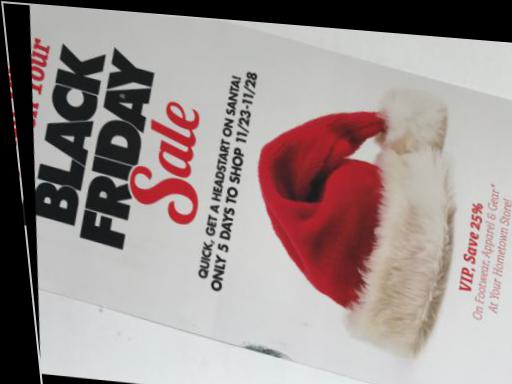 Your
BLACK
FRIDAY
Sale
QUICK, GET A HEADSTART ON SANTA!
ONLY 5 DAYS TO SHOP 11/23-11/28
VIP, Save 25%
On Footwear, Apparel & Gear*
At Your Hometown Store!